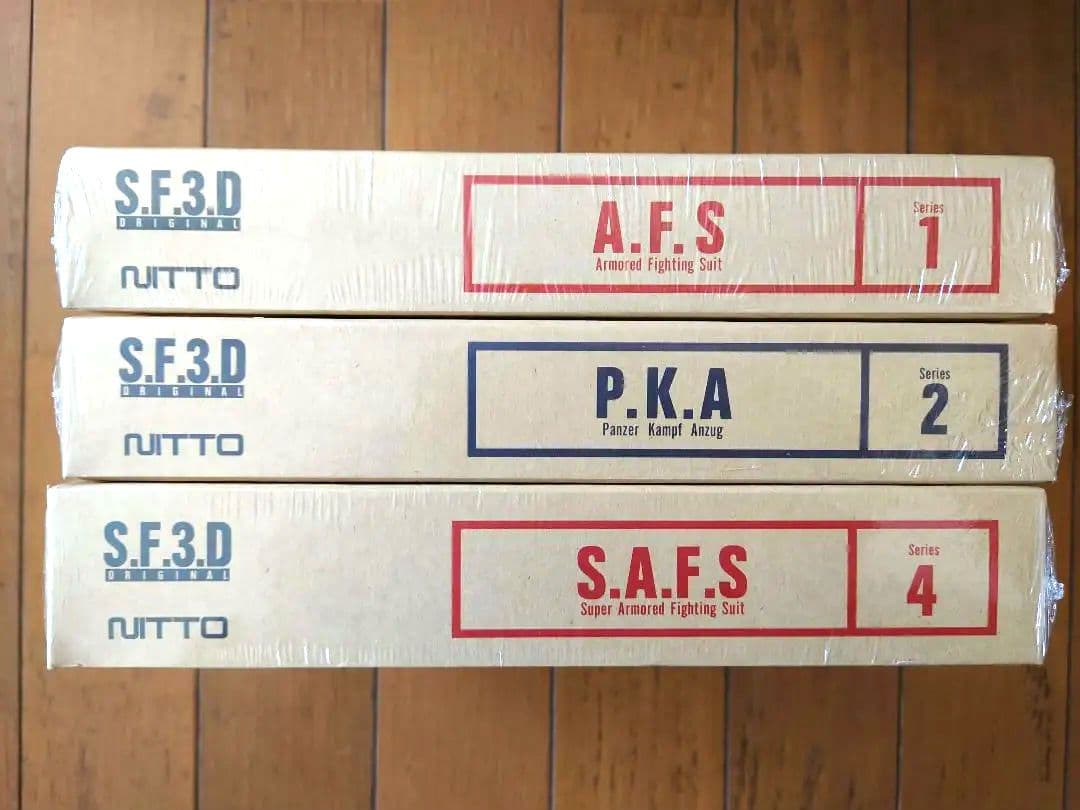 S.F.3.D
ORIGINAL
NITTO
A.F.S
Armored Fighting Suit
Series
1
S.F.3.D
ORIGINAL
NITTO
P.K.A
Panzer Kampf Anzug
Series
2
S.F.3.D
ORIGINAL
NITTO
S.A.F.S
Super Armored Fighting Suit
Series
4